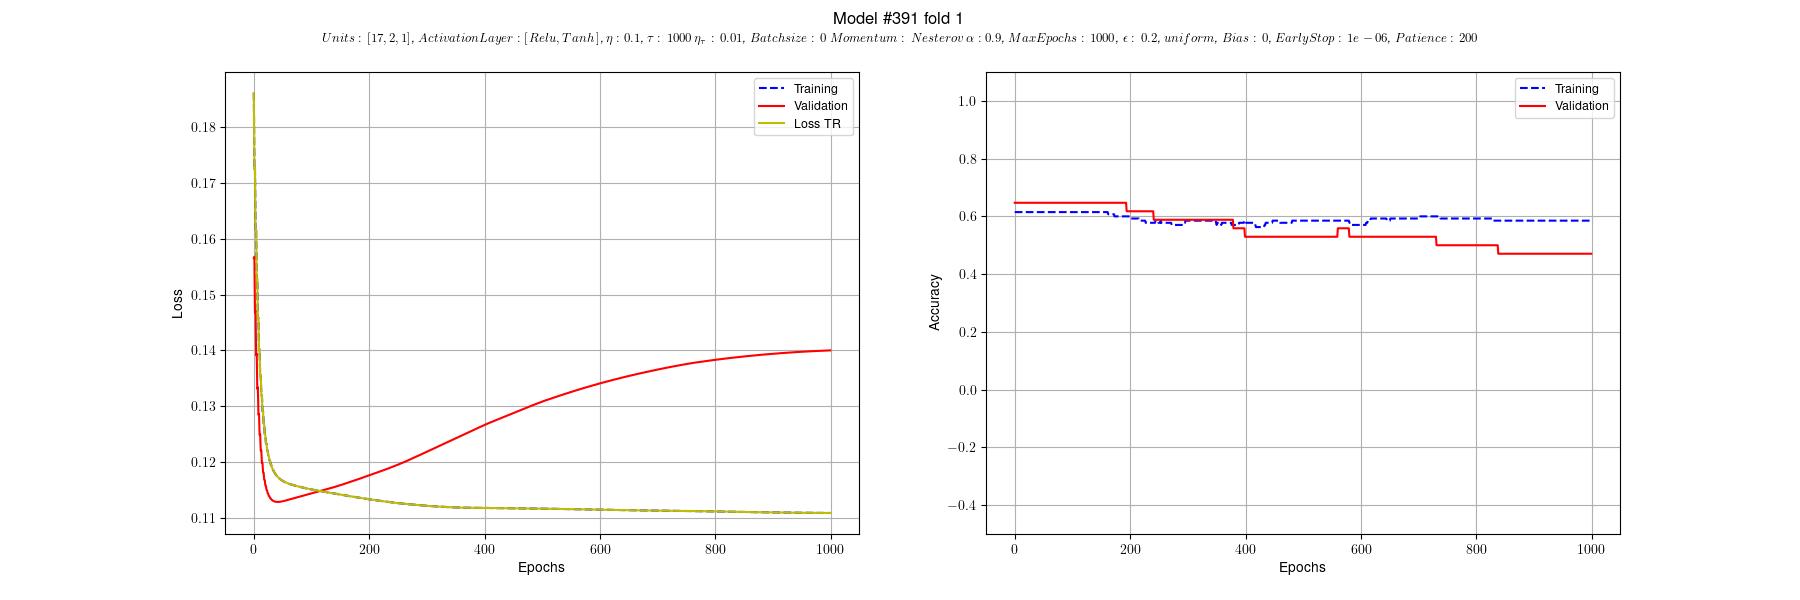 Model #391 fold 1
Units : [17, 2, 1], ActivationLayer : [Relu, Tanh], η : 0.1, τ : 1000 η_τ : 0.01, Batchsize : 0 Momentum : Nesterov α : 0.9, MaxEpochs : 1000, ϵ : 0.2, uniform, Bias : 0, EarlyStop : 1e − 06, Patience : 200
Training
Validation
Loss TR
Loss
0.18
0.17
0.16
0.15
0.14
0.13
0.12
0.11
0 200 400 600 800 1000
Epochs
Training
Validation
Accuracy
1.0
0.8
0.6
0.4
0.2
0.0
−0.2
−0.4
0 200 400 600 800 1000
Epochs